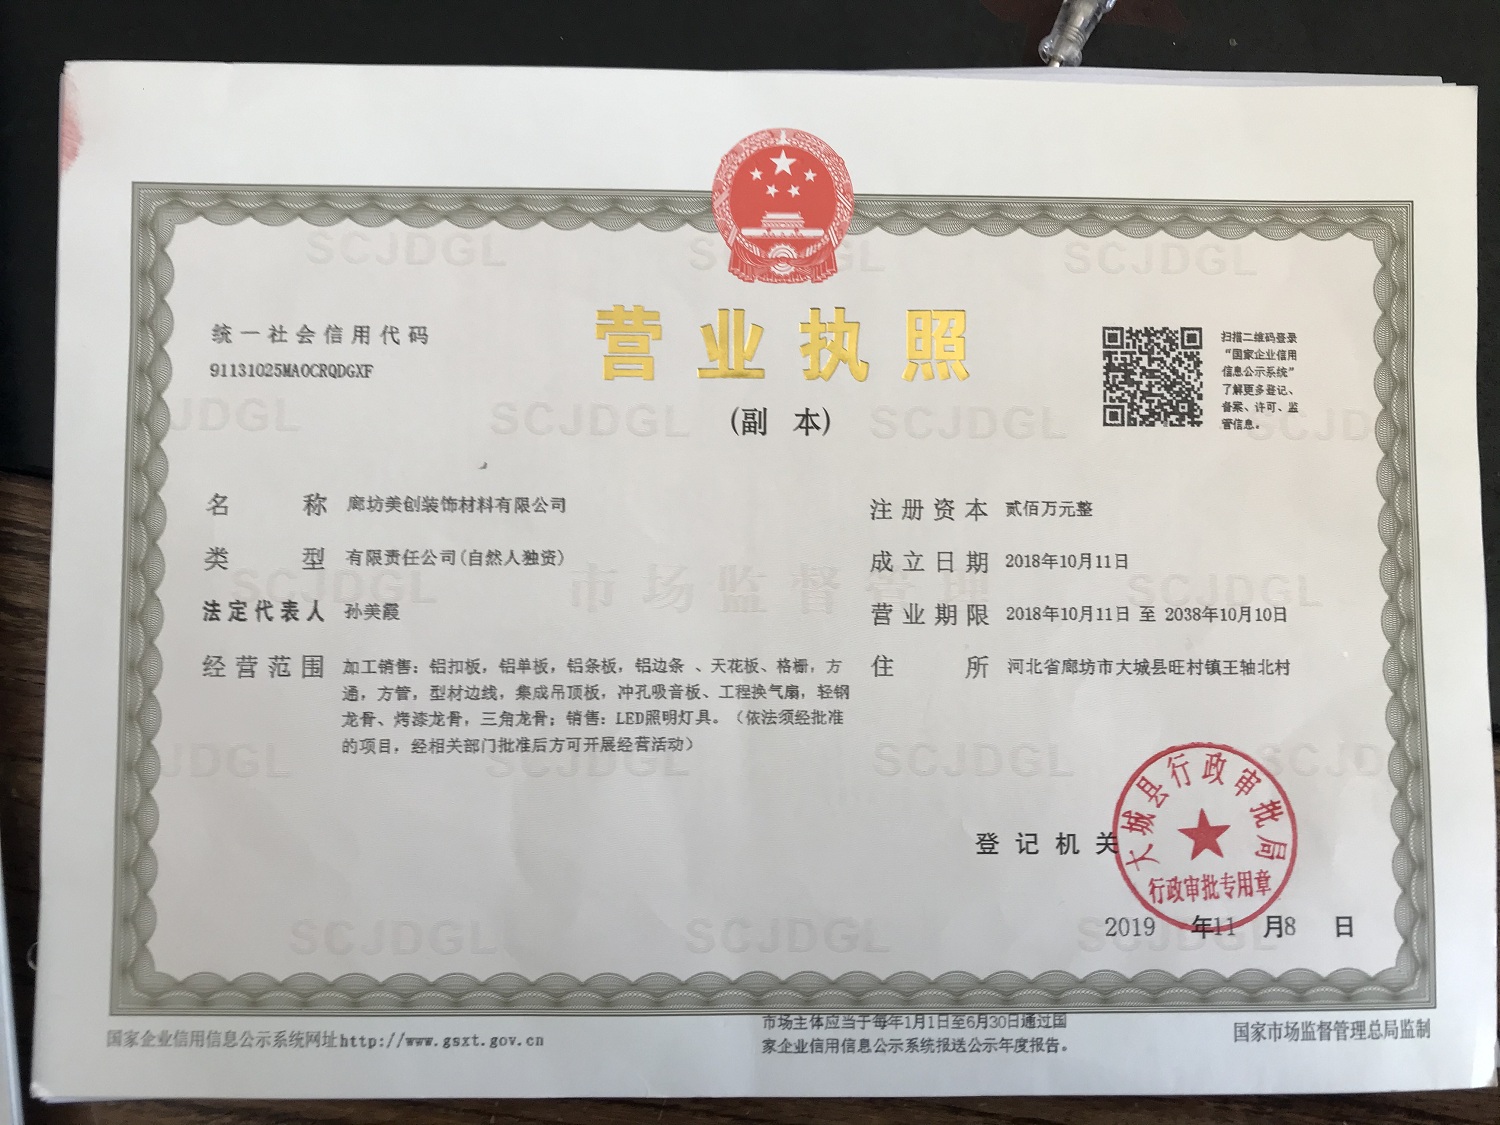 营业执照
(副 本)
统一社会信用代码
91131025MA0CRQDGXF
扫描二维码登录
“国家企业信用
信息公示系统”
了解更多登记、
备案、许可、监
管信息。
名称 廊坊美创装饰材料有限公司
类型 有限责任公司(自然人独资)
法定代表人 孙美霞
经营范围 加工销售：铝扣板，铝单板，铝条板，铝边条 、天花板、格栅，方
通，方管，型材边线，集成吊顶板，冲孔吸音板、工程换气扇，轻钢
龙骨、烤漆龙骨，三角龙骨；销售：LED照明灯具。（依法须经批准
的项目，经相关部门批准后方可开展经营活动）
注册资本 贰佰万元整
成立日期 2018年10月11日
营业期限 2018年10月11日 至 2038年10月10日
住所 河北省廊坊市大城县旺村镇王轴北村
登记机关
大城县行政审批局
行政审批专用章
2019 年11 月8 日
国家企业信用信息公示系统网址http://www.gsxt.gov.cn
市场主体应当于每年1月1日至6月30日通过国
家企业信用信息公示系统报送公示年度报告。
国家市场监督管理总局监制
SCJDGL
市场监督管理